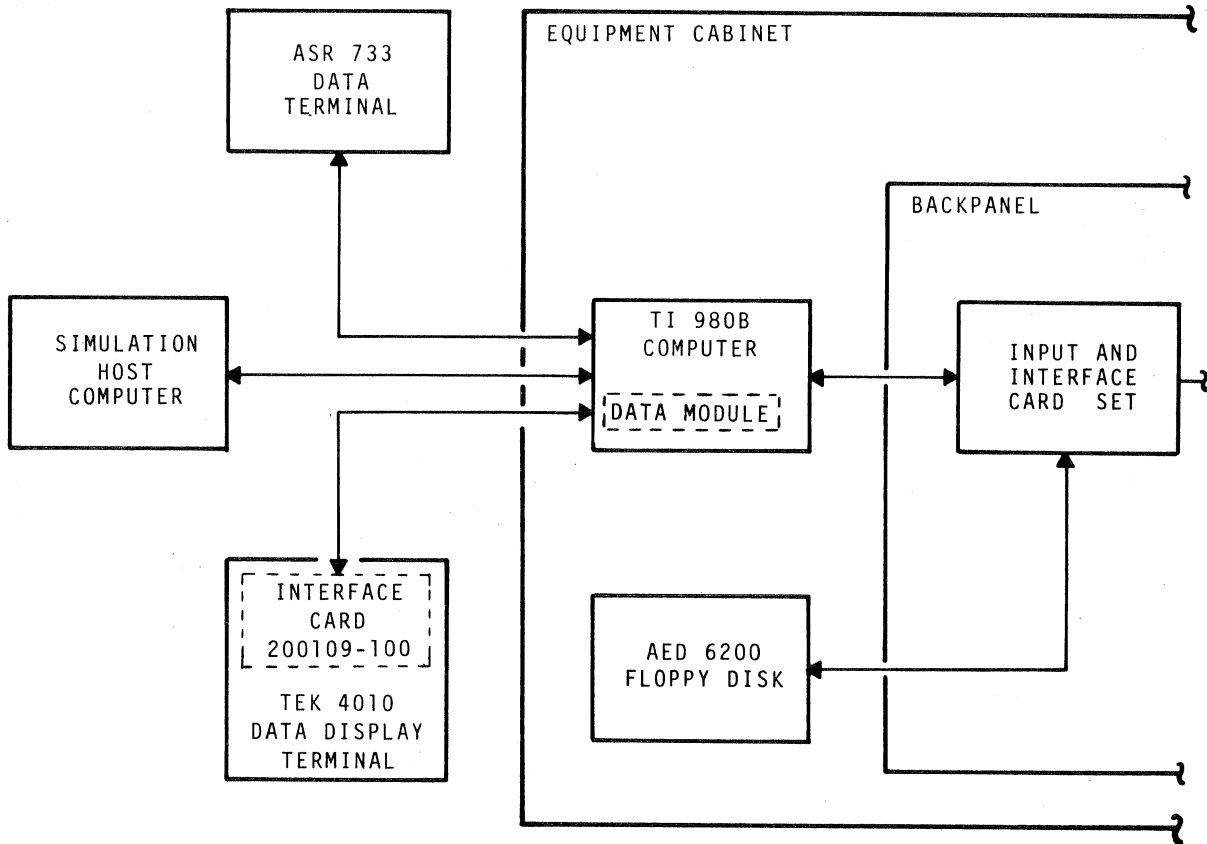 EQUIPMENT CABINET
ASR 733
DATA
TERMINAL
BACKPANEL
SIMULATION
HOST
COMPUTER
TI 980B
COMPUTER
DATA MODULE
INPUT AND
INTERFACE
CARD SET
INTERFACE
CARD
200109-100
TEK 4010
DATA DISPLAY
TERMINAL
AED 6200
FLOPPY DISK